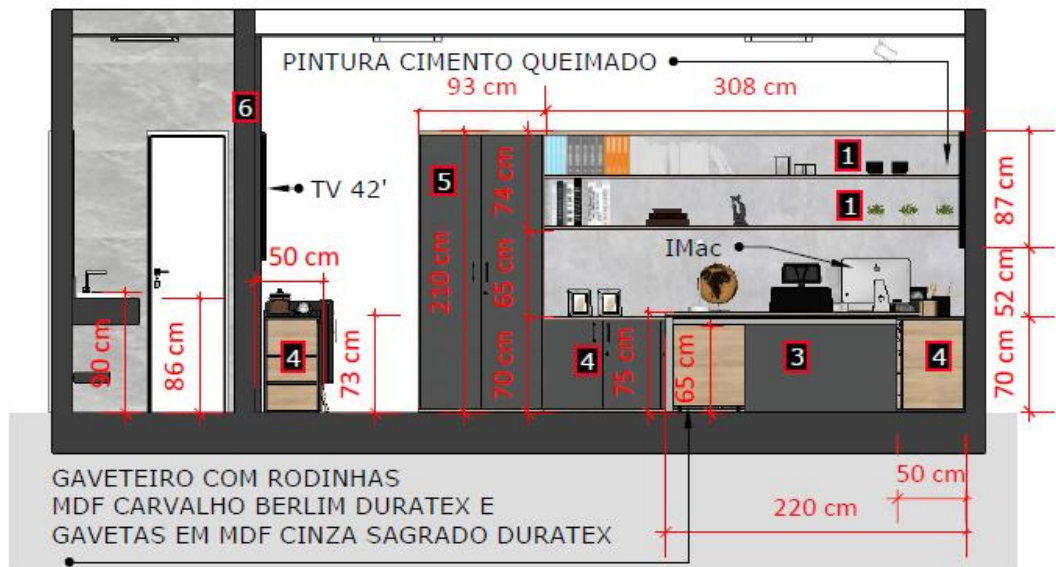 PINTURA CIMENTO QUEIMADO
93 cm
308 cm
6
1
5
TV 42'
74 cm
1
87 cm
50 cm
IMac
210 cm
65 cm
52 cm
4
4
3
4
90 cm
86 cm
73 cm
70 cm
75 cm
65 cm
70 cm
GAVETEIRO COM RODINHAS
MDF CARVALHO BERLIM DURATEX E
GAVETAS EM MDF CINZA SAGRADO DURATEX
50 cm
220 cm